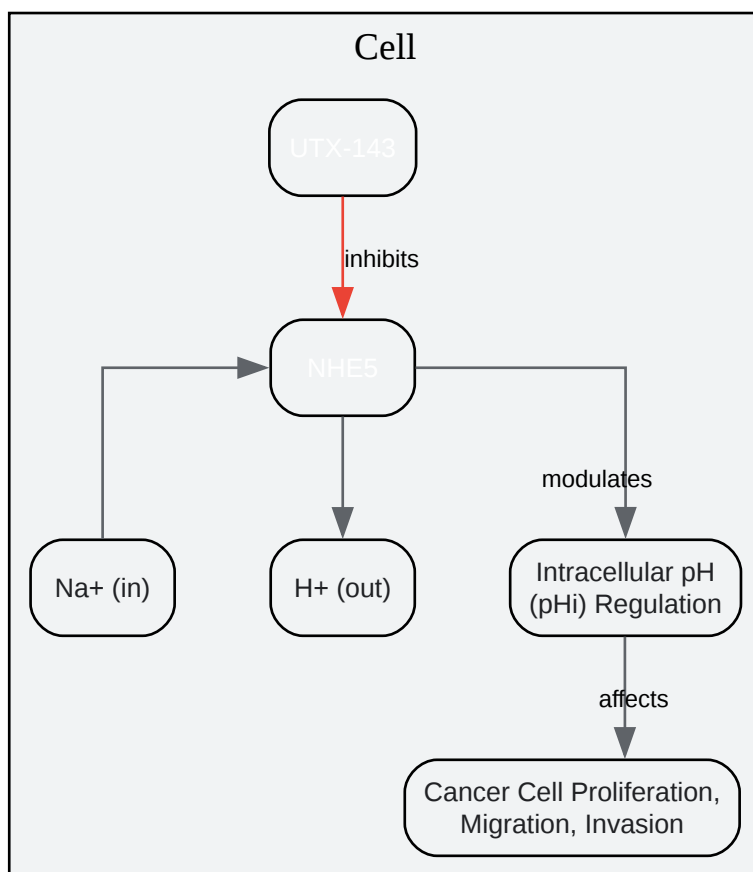 Cell
UTX-143
inhibits
NHE5
modulates
Na+ (in)
H+ (out)
Intracellular pH
(pHi) Regulation
affects
Cancer Cell Proliferation,
Migration, Invasion